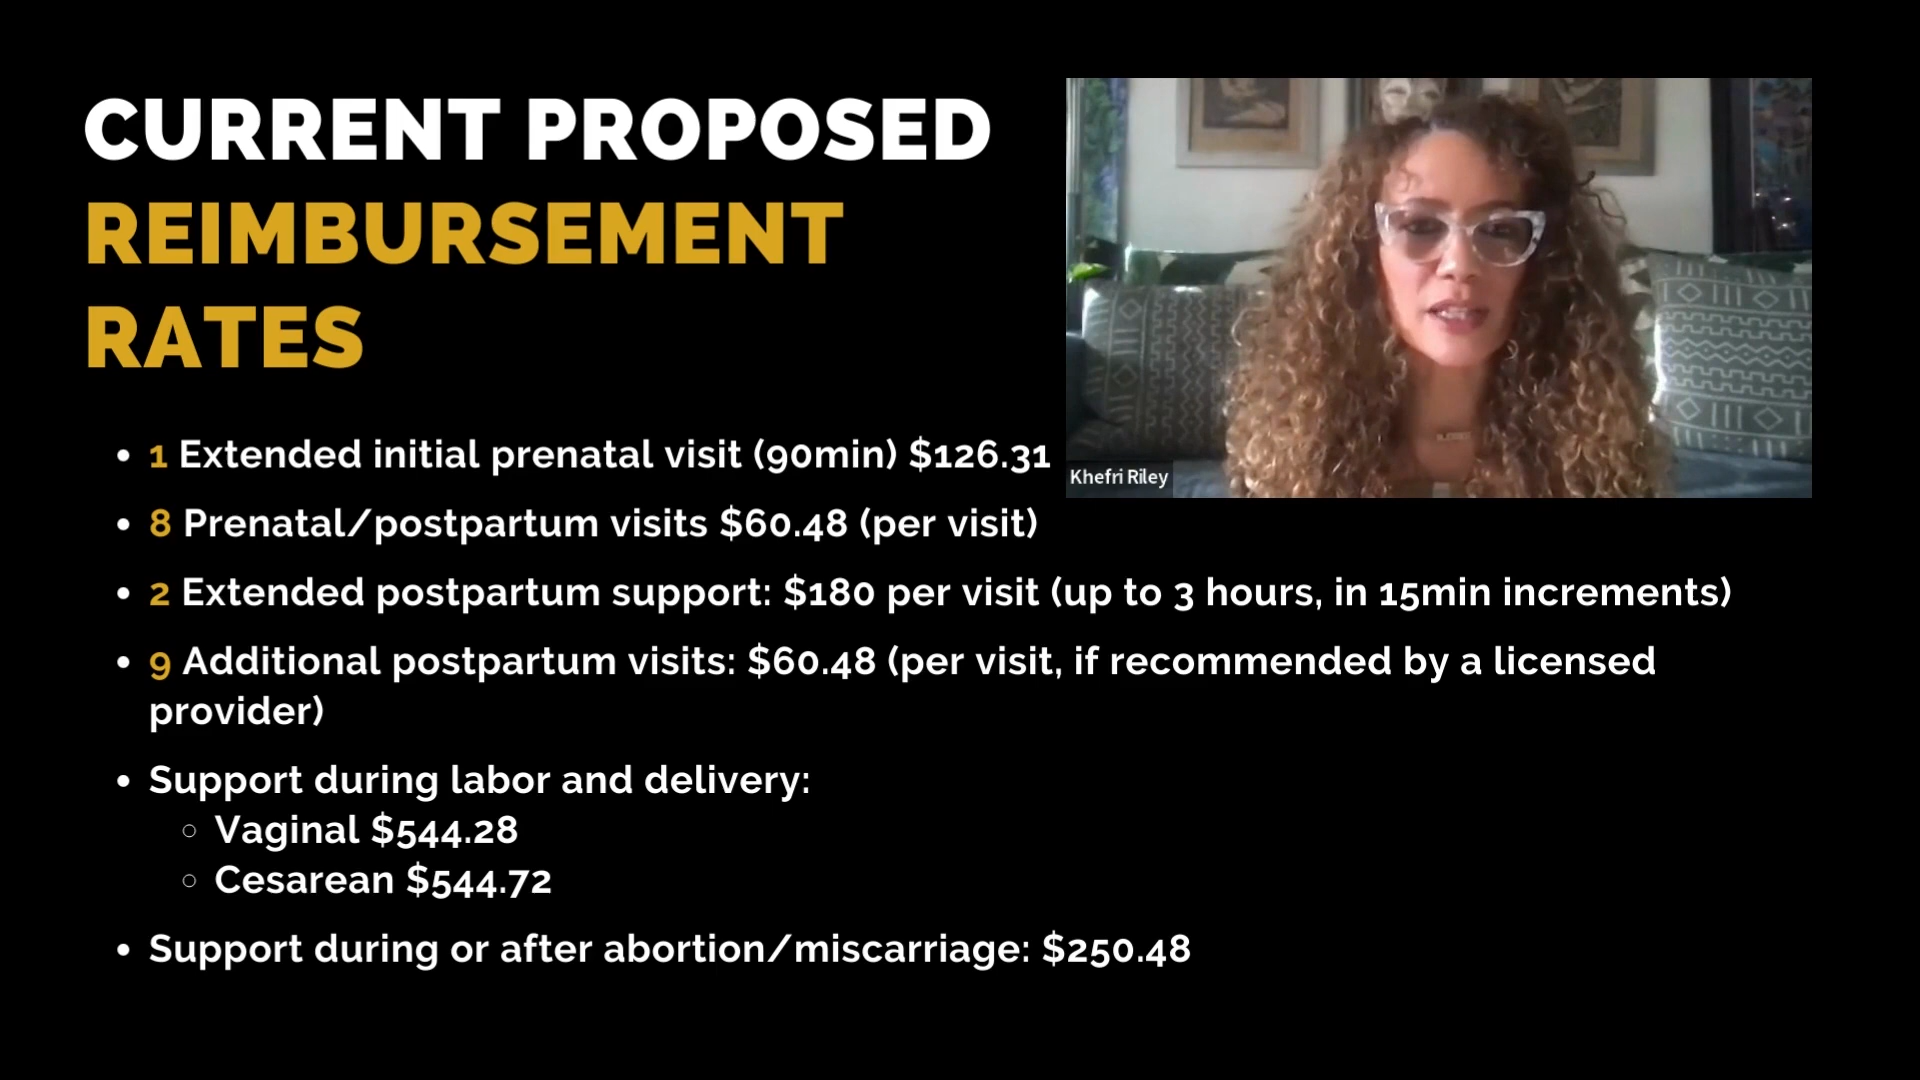 CURRENT PROPOSED
REIMBURSEMENT
RATES
• 1 Extended initial prenatal visit (90min) $126.31
• 8 Prenatal/postpartum visits $60.48 (per visit)
• 2 Extended postpartum support: $180 per visit (up to 3 hours, in 15min increments)
• 9 Additional postpartum visits: $60.48 (per visit, if recommended by a licensed
provider)
• Support during labor and delivery:
○ Vaginal $544.28
○ Cesarean $544.72
• Support during or after abortion/miscarriage: $250.48
Khefri Riley